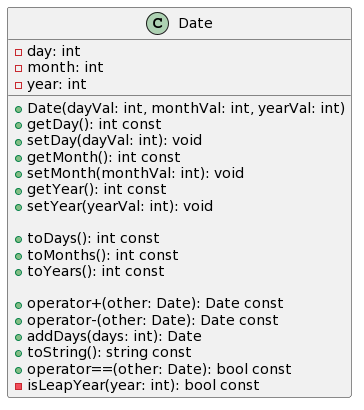 C Date
day: int
month: int
year: int
Date(dayVal: int, monthVal: int, yearVal: int)
getDay(): int const
setDay(dayVal: int): void
getMonth(): int const
setMonth(monthVal: int): void
getYear(): int const
setYear(yearVal: int): void
toDays(): int const
toMonths(): int const
toYears(): int const
operator+(other: Date): Date const
operator-(other: Date): Date const
addDays(days: int): Date
toString(): string const
operator==(other: Date): bool const
isLeapYear(year: int): bool const